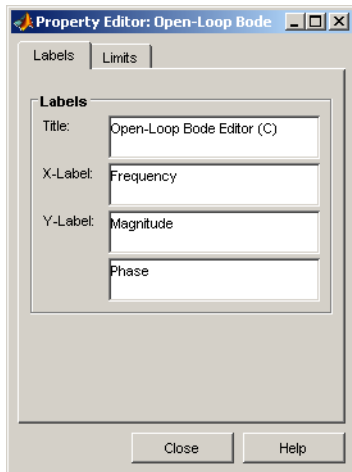 Property Editor: Open-Loop Bode
Labels Limits
Labels
Title: Open-Loop Bode Editor (C)
X-Label: Frequency
Y-Label: Magnitude
Phase
Close Help